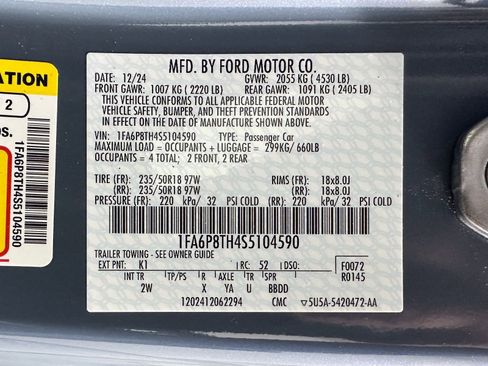 MFD. BY FORD MOTOR CO.
DATE: 12/24 GVWR: 2055 KG ( 4530 LB)
FRONT GAWR: 1007 KG ( 2220 LB) REAR GAWR: 1091 KG ( 2405 LB)
THIS VEHICLE CONFORMS TO ALL APPLICABLE FEDERAL MOTOR
VEHICLE SAFETY, BUMPER, AND THEFT PREVENTION STANDARDS
IN EFFECT ON THE DATE OF MANUFACTURE SHOWN ABOVE.
VIN: 1FA6P8TH4S5104590 TYPE: Passenger Car
MAXIMUM LOAD = OCCUPANTS + LUGGAGE = 299KG/ 660LB
OCCUPANTS = 4 TOTAL; 2 FRONT, 2 REAR
TIRE (FR): 235/50R18 97W RIMS (FR): 18x8.0J
(RR): 235/50R18 97W (RR): 18x8.0J
PRESSURE (FR): 220 kPa/ 32 PSI COLD (RR): 220 kPa/ 32 PSI COLD
1FA6P8TH4S5104590
TRAILER TOWING - SEE OWNER GUIDE
EXT PNT: K1 RC: 52 DSO: F0072
R0145
INT TR TP/PS R AXLE TR SPR
2W X YA U BBDD
1202412062294 CMC ▽5U5A-5420472-AA
ATION
2
os.
1FA6P8TH4S5104590